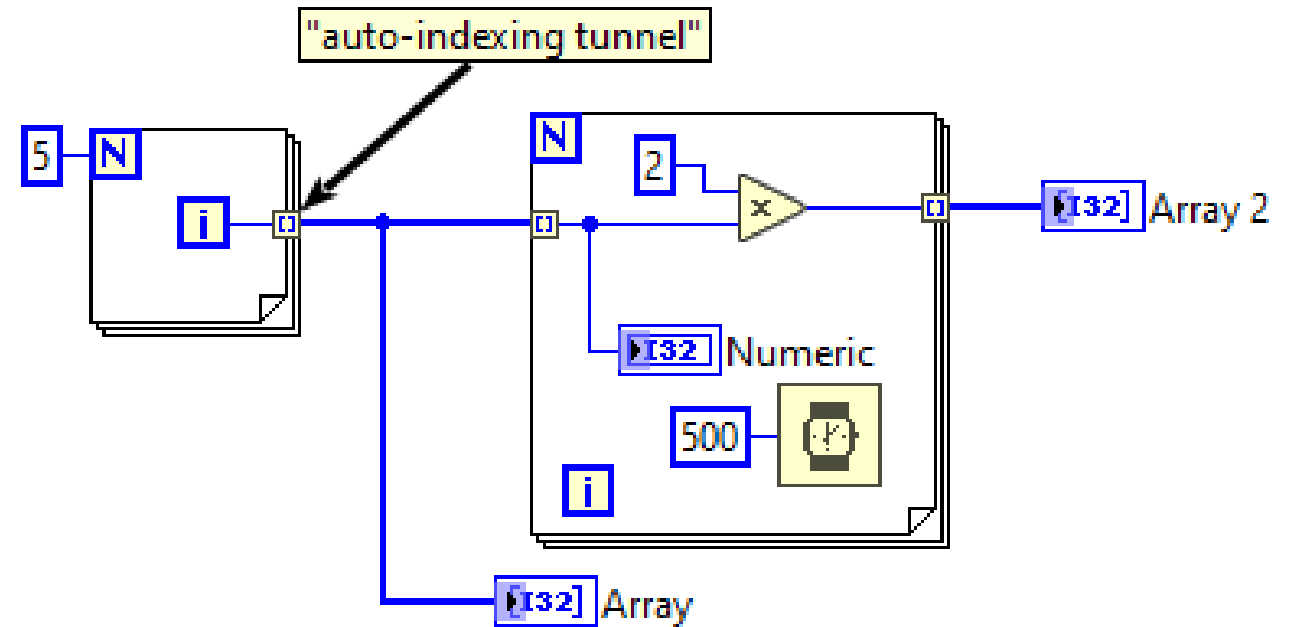 "auto-indexing tunnel"
5
N
i
[]
N
2
x
[]
[]
[I32] Array 2
I32 Numeric
500
i
[I32] Array